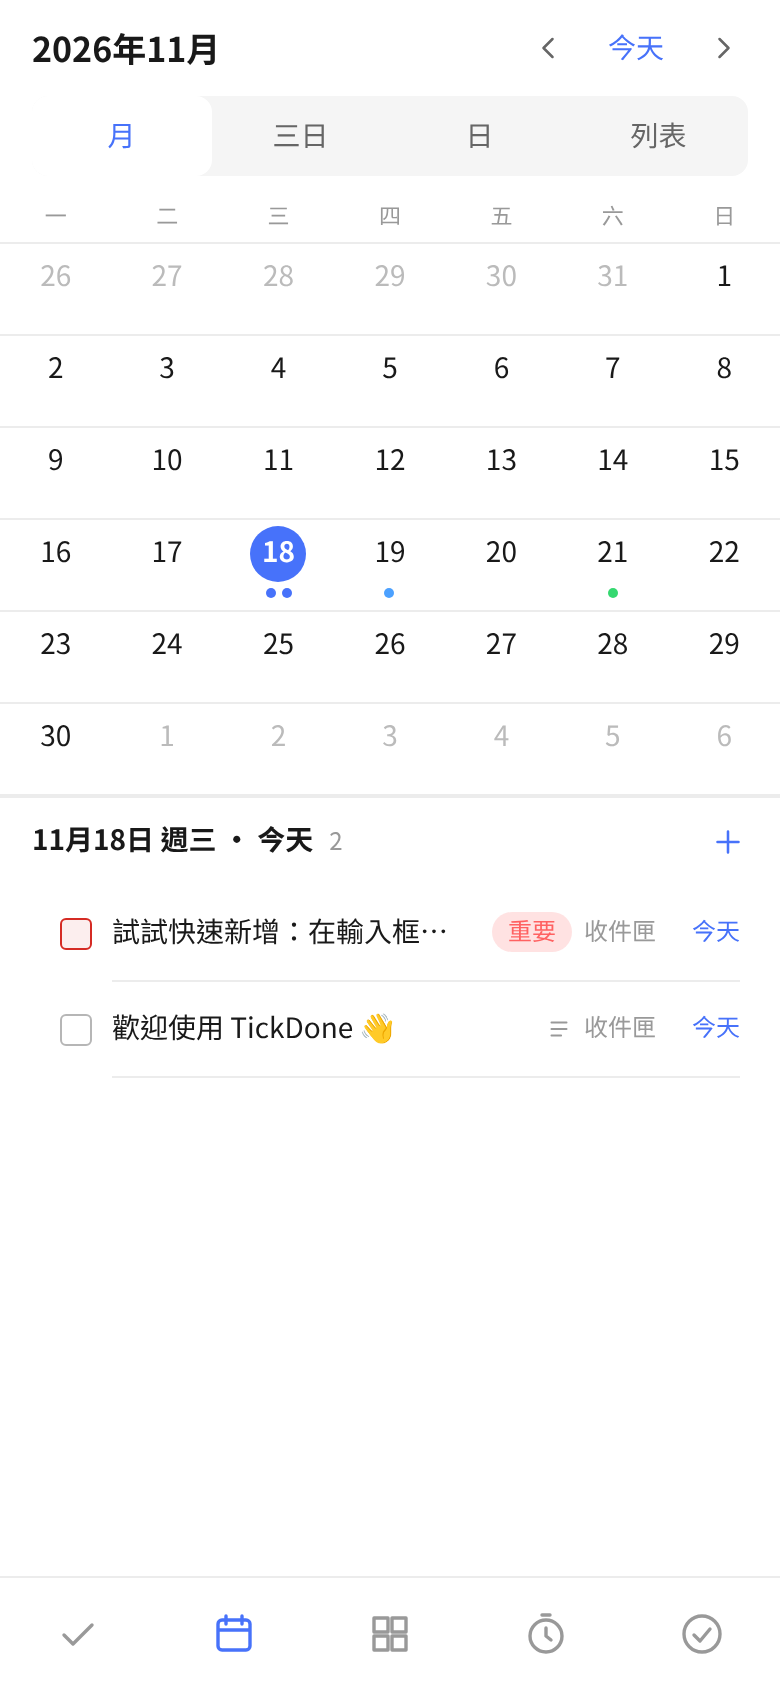 2026年11月
今天
月 三日 日 列表
一 二 三 四 五 六 日
26 27 28 29 30 31 1
2 3 4 5 6 7 8
9 10 11 12 13 14 15
16 17 18 19 20 21 22
23 24 25 26 27 28 29
30 1 2 3 4 5 6
11月18日 週三 · 今天 2
試試快速新增：在輸入框… 重要 收件匣 今天
歡迎使用 TickDone 👋 收件匣 今天